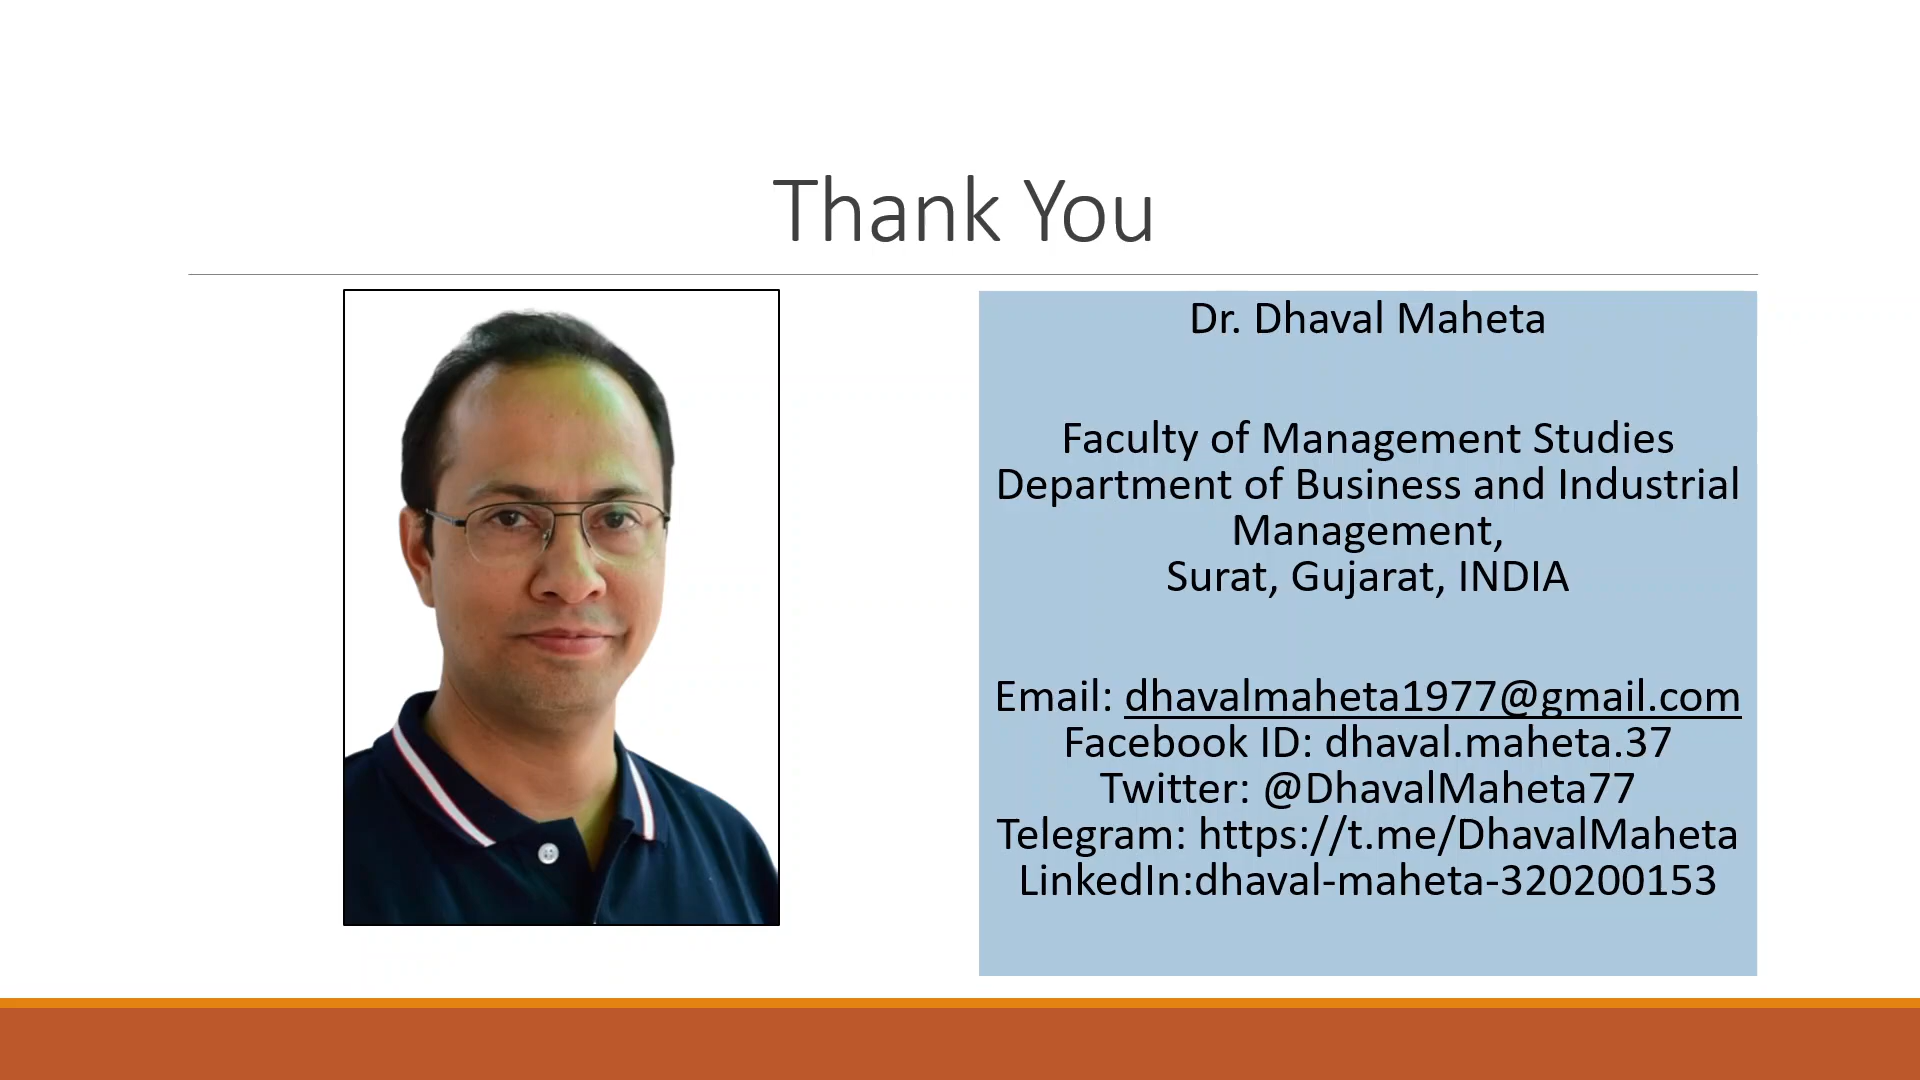 Thank You
Dr. Dhaval Maheta
Faculty of Management Studies
Department of Business and Industrial
Management,
Surat, Gujarat, INDIA
Email: dhavalmaheta1977@gmail.com
Facebook ID: dhaval.maheta.37
Twitter: @DhavalMaheta77
Telegram: https://t.me/DhavalMaheta
LinkedIn:dhaval-maheta-320200153